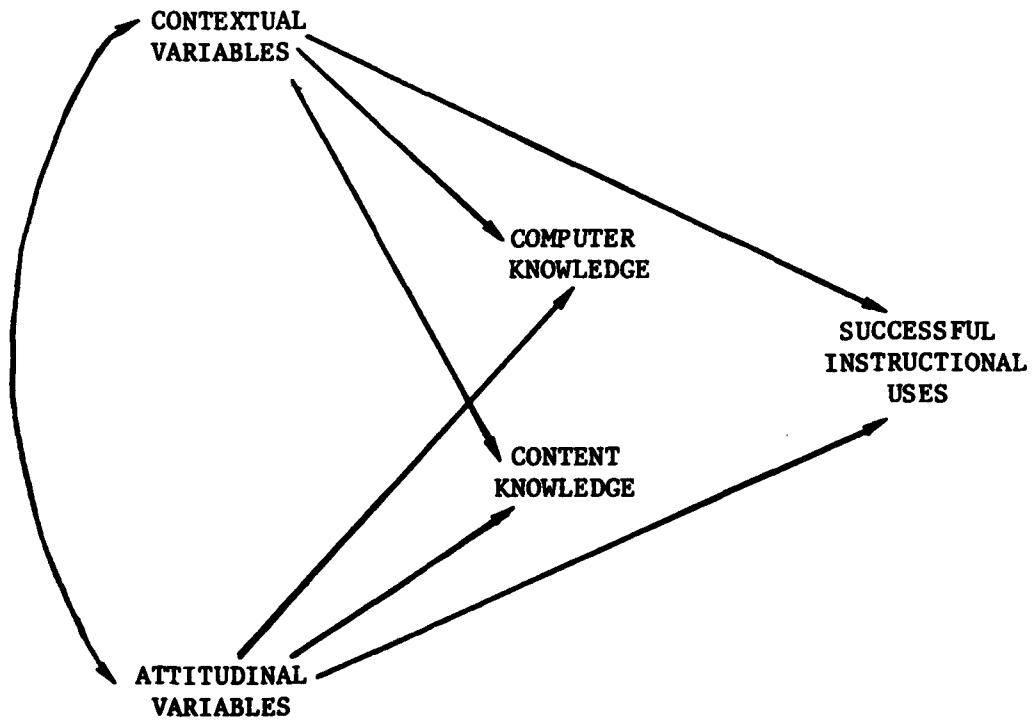 CONTEXTUAL
VARIABLES
COMPUTER
KNOWLEDGE
SUCCESSFUL
INSTRUCTIONAL
USES
CONTENT
KNOWLEDGE
ATTITUDINAL
VARIABLES